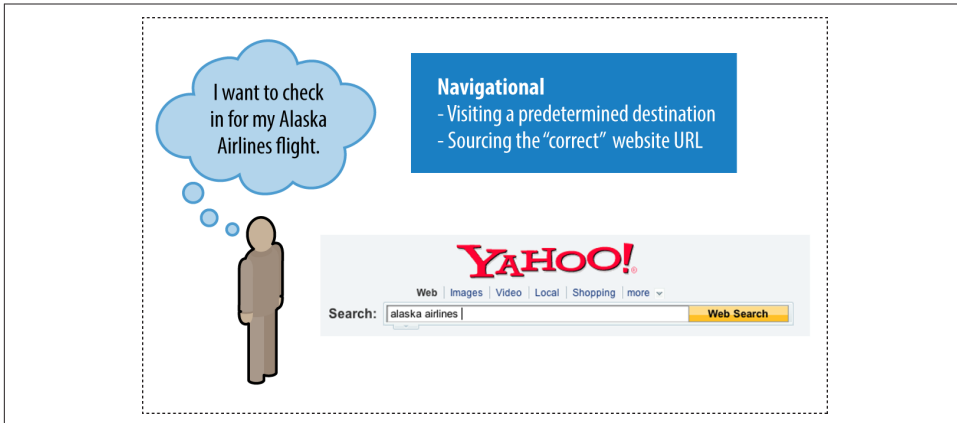 I want to check
in for my Alaska
Airlines flight.
Navigational
- Visiting a predetermined destination
- Sourcing the “correct” website URL
YAHOO!®
Web | Images | Video | Local | Shopping | more
Search: alaska airlines Web Search